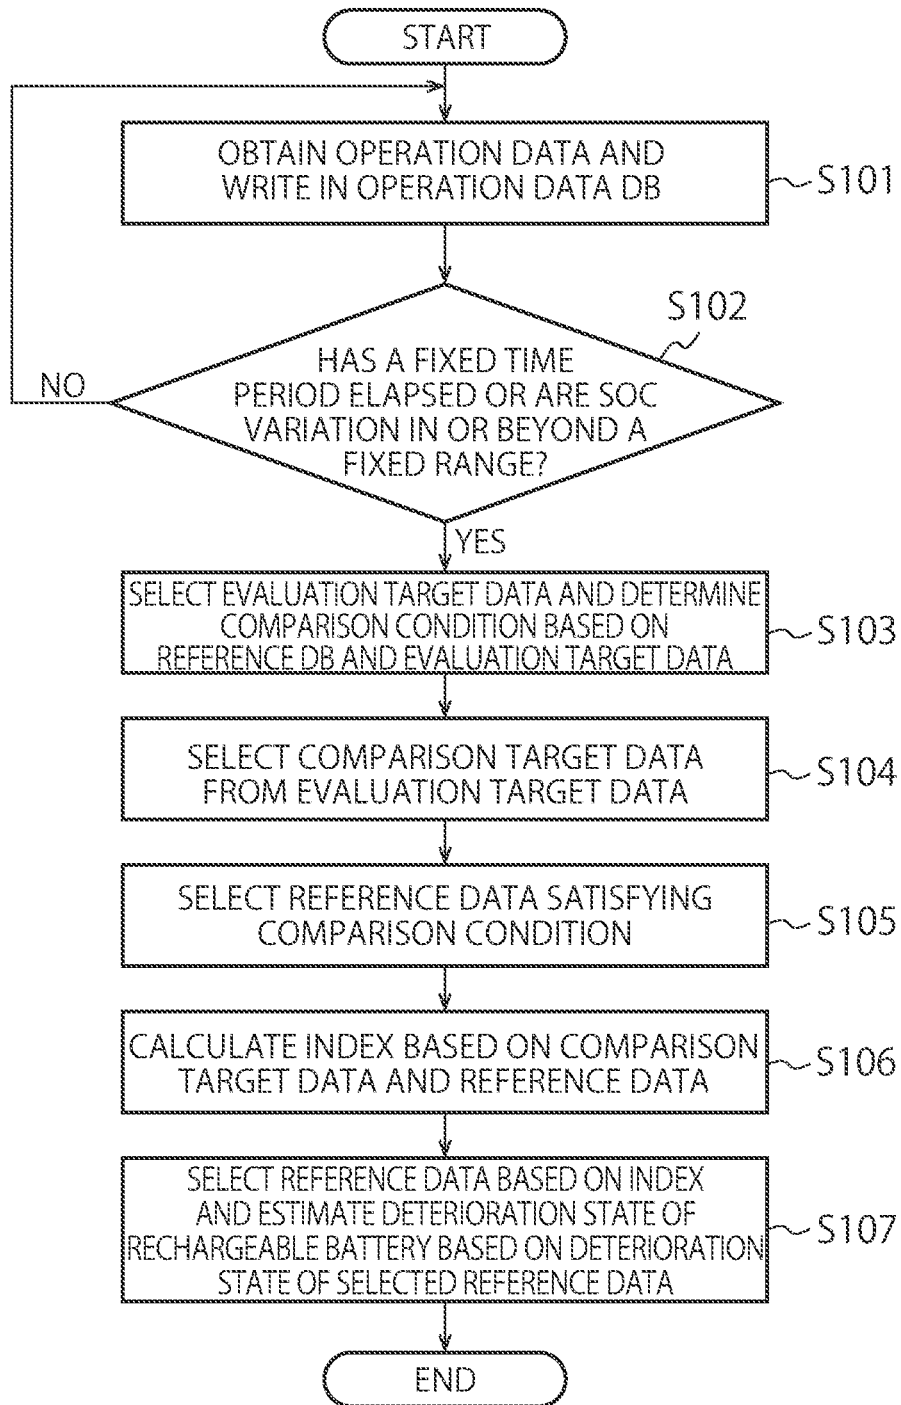 START
OBTAIN OPERATION DATA AND
WRITE IN OPERATION DATA DB
S101
S102
HAS A FIXED TIME
PERIOD ELAPSED OR ARE SOC
VARIATION IN OR BEYOND A
FIXED RANGE?
NO
YES
SELECT EVALUATION TARGET DATA AND DETERMINE
COMPARISON CONDITION BASED ON
REFERENCE DB AND EVALUATION TARGET DATA
S103
SELECT COMPARISON TARGET DATA
FROM EVALUATION TARGET DATA
S104
SELECT REFERENCE DATA SATISFYING
COMPARISON CONDITION
S105
CALCULATE INDEX BASED ON COMPARISON
TARGET DATA AND REFERENCE DATA
S106
SELECT REFERENCE DATA BASED ON INDEX
AND ESTIMATE DETERIORATION STATE OF
RECHARGEABLE BATTERY BASED ON DETERIORATION
STATE OF SELECTED REFERENCE DATA
S107
END